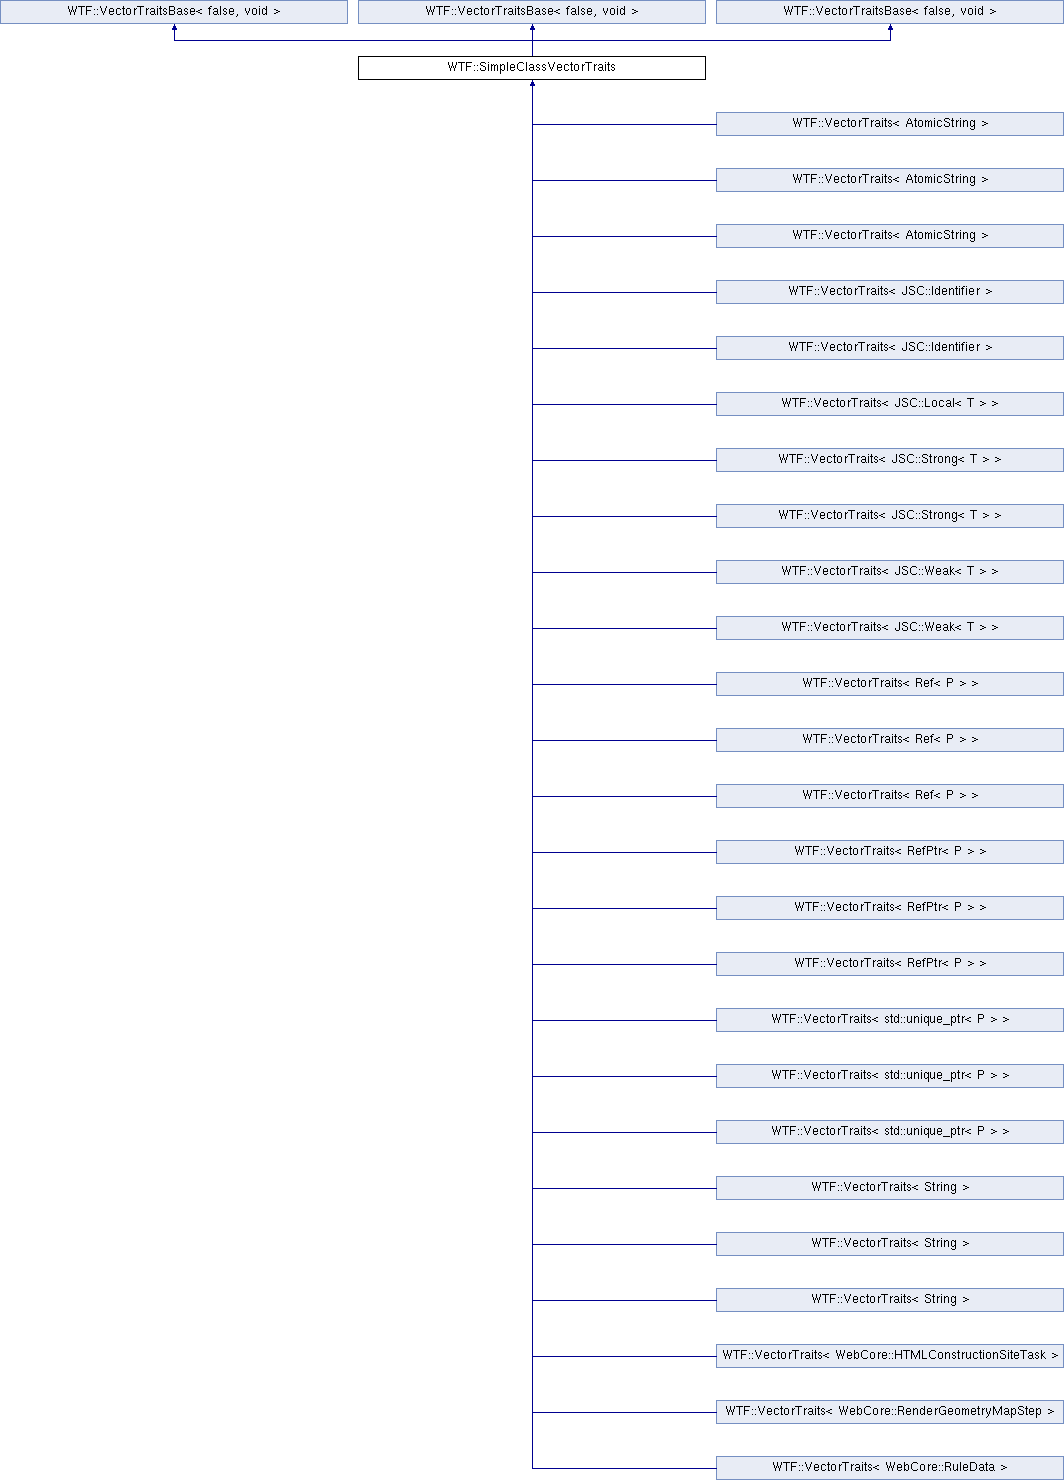 WTF::VectorTraitsBase< false, void >
WTF::VectorTraitsBase< false, void >
WTF::VectorTraitsBase< false, void >
WTF::SimpleClassVectorTraits
WTF::VectorTraits< AtomicString >
WTF::VectorTraits< AtomicString >
WTF::VectorTraits< AtomicString >
WTF::VectorTraits< JSC::Identifier >
WTF::VectorTraits< JSC::Identifier >
WTF::VectorTraits< JSC::Local< T > >
WTF::VectorTraits< JSC::Strong< T > >
WTF::VectorTraits< JSC::Strong< T > >
WTF::VectorTraits< JSC::Weak< T > >
WTF::VectorTraits< JSC::Weak< T > >
WTF::VectorTraits< Ref< P > >
WTF::VectorTraits< Ref< P > >
WTF::VectorTraits< Ref< P > >
WTF::VectorTraits< RefPtr< P > >
WTF::VectorTraits< RefPtr< P > >
WTF::VectorTraits< RefPtr< P > >
WTF::VectorTraits< std::unique_ptr< P > >
WTF::VectorTraits< std::unique_ptr< P > >
WTF::VectorTraits< std::unique_ptr< P > >
WTF::VectorTraits< String >
WTF::VectorTraits< String >
WTF::VectorTraits< String >
WTF::VectorTraits< WebCore::HTMLConstructionSiteTask >
WTF::VectorTraits< WebCore::RenderGeometryMapStep >
WTF::VectorTraits< WebCore::RuleData >